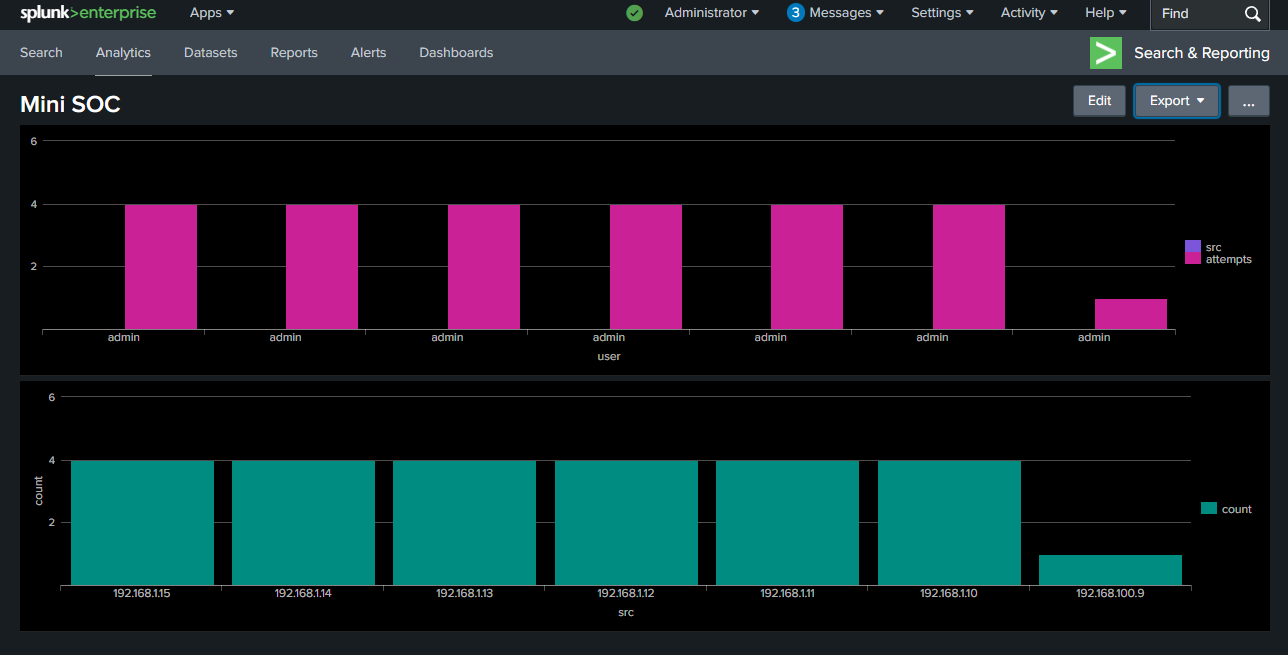 splunk>enterprise Apps Administrator 3 Messages Settings Activity Help Find
Search Analytics Datasets Reports Alerts Dashboards Search & Reporting
Mini SOC Edit Export ...
6
4
2
admin admin admin admin admin admin admin
user
src
attempts
6
4
2
count
192.168.1.15 192.168.1.14 192.168.1.13 192.168.1.12 192.168.1.11 192.168.1.10 192.168.100.9
src
count